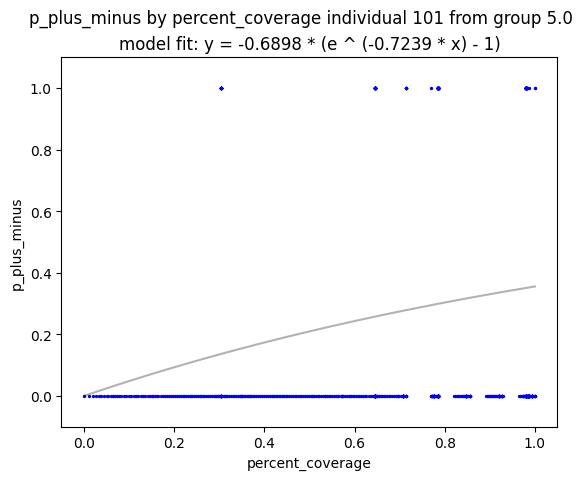 p_plus_minus by percent_coverage individual 101 from group 5.0
model fit: y = -0.6898 * (e ^ (-0.7239 * x) - 1)
1.0
0.8
0.6
0.4
0.2
0.0
p_plus_minus
0.0 0.2 0.4 0.6 0.8 1.0
percent_coverage